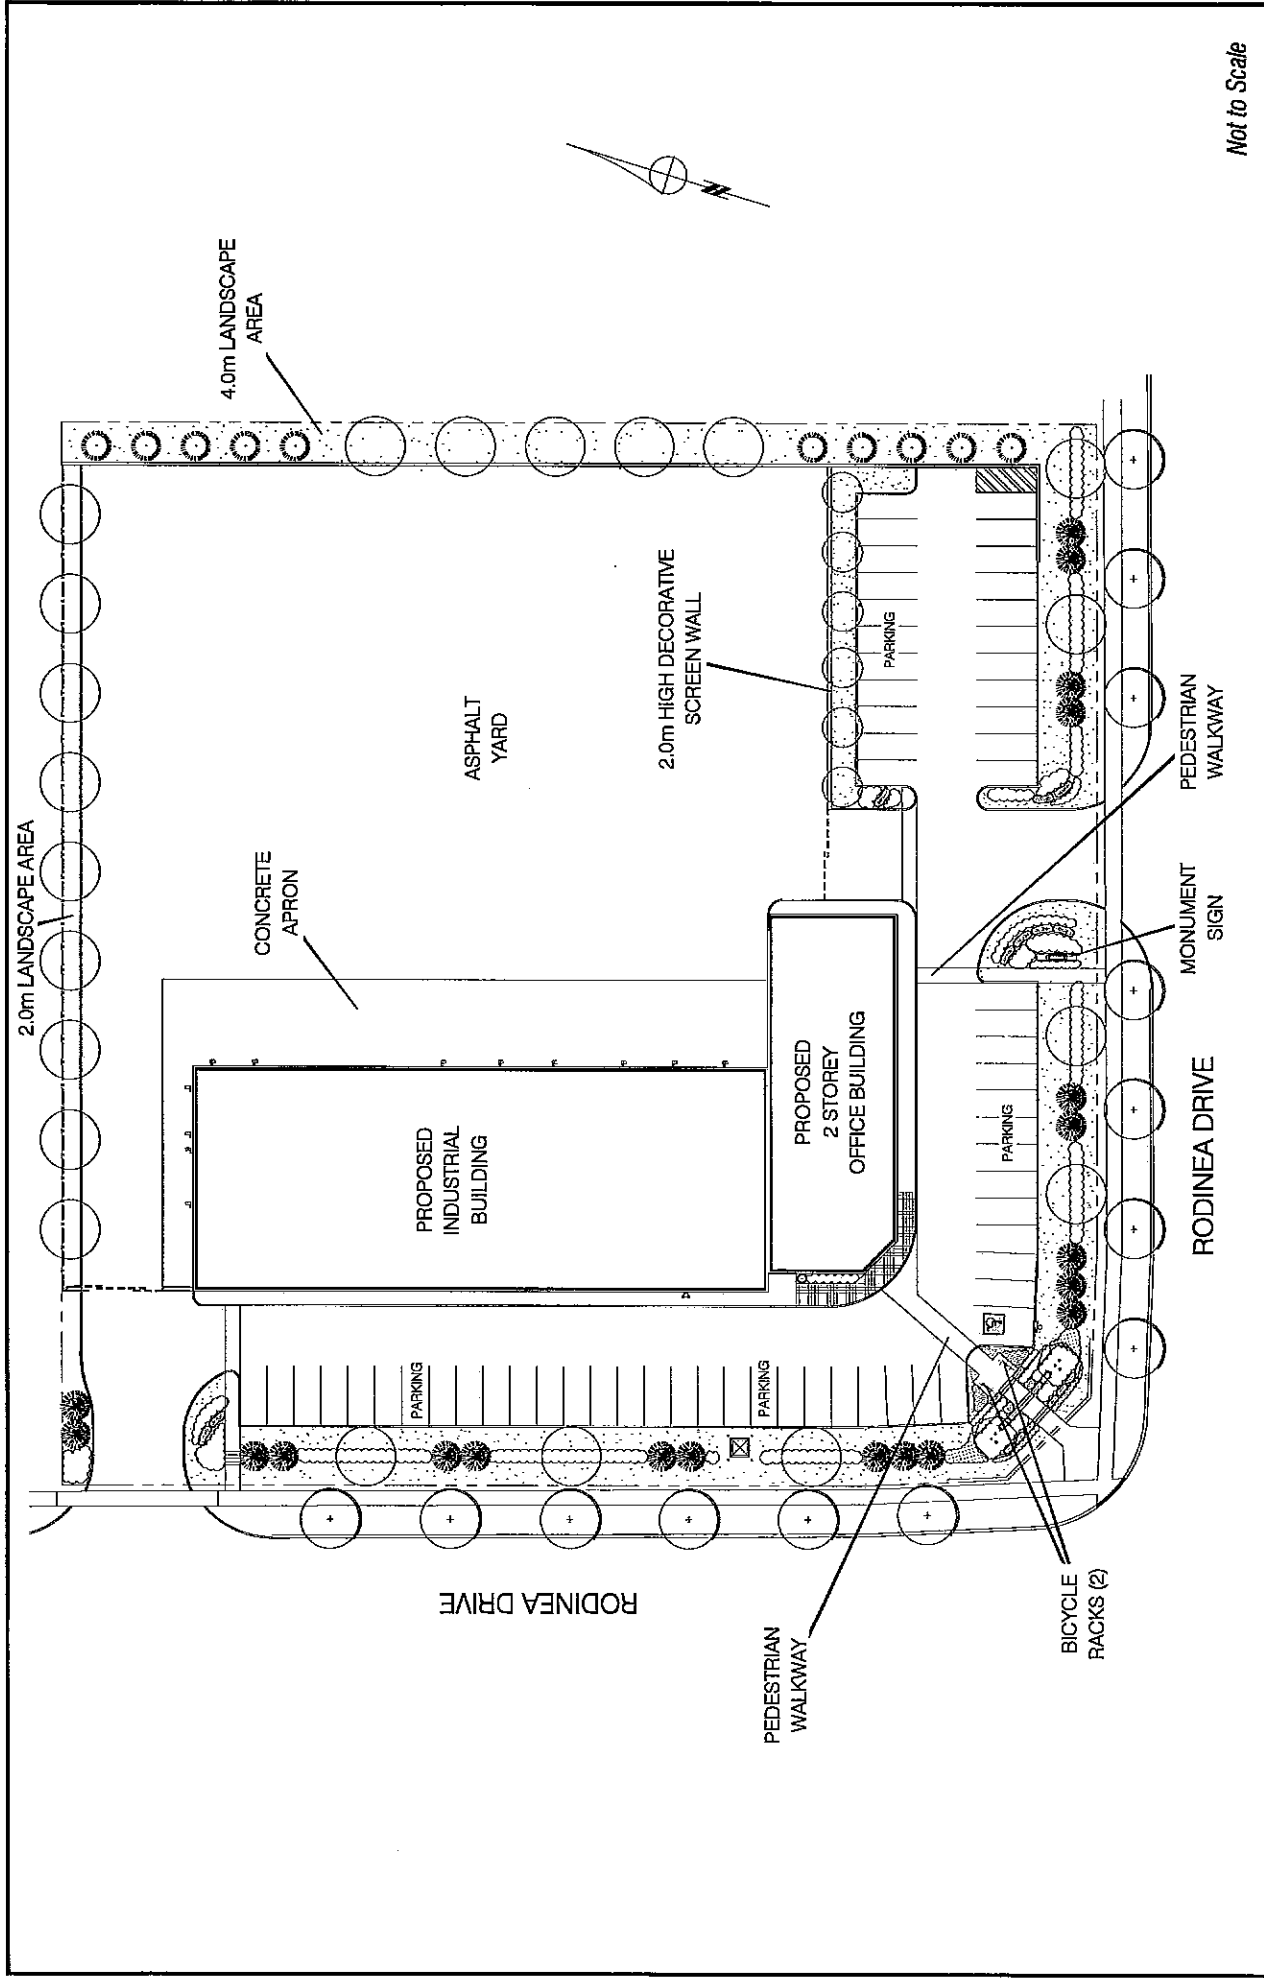 2.0m LANDSCAPE AREA
4.0m LANDSCAPE
AREA
CONCRETE
APRON
ASPHALT
YARD
PROPOSED
INDUSTRIAL
BUILDING
2.0m HIGH DECORATIVE
SCREEN WALL
PARKING
PROPOSED
2 STOREY
OFFICE BUILDING
PARKING
PARKING
PARKING
PEDESTRIAN
WALKWAY
MONUMENT
SIGN
RODINEA DRIVE
RODINEA DRIVE
PEDESTRIAN
WALKWAY
BICYCLE
RACKS (2)
N
Not to Scale